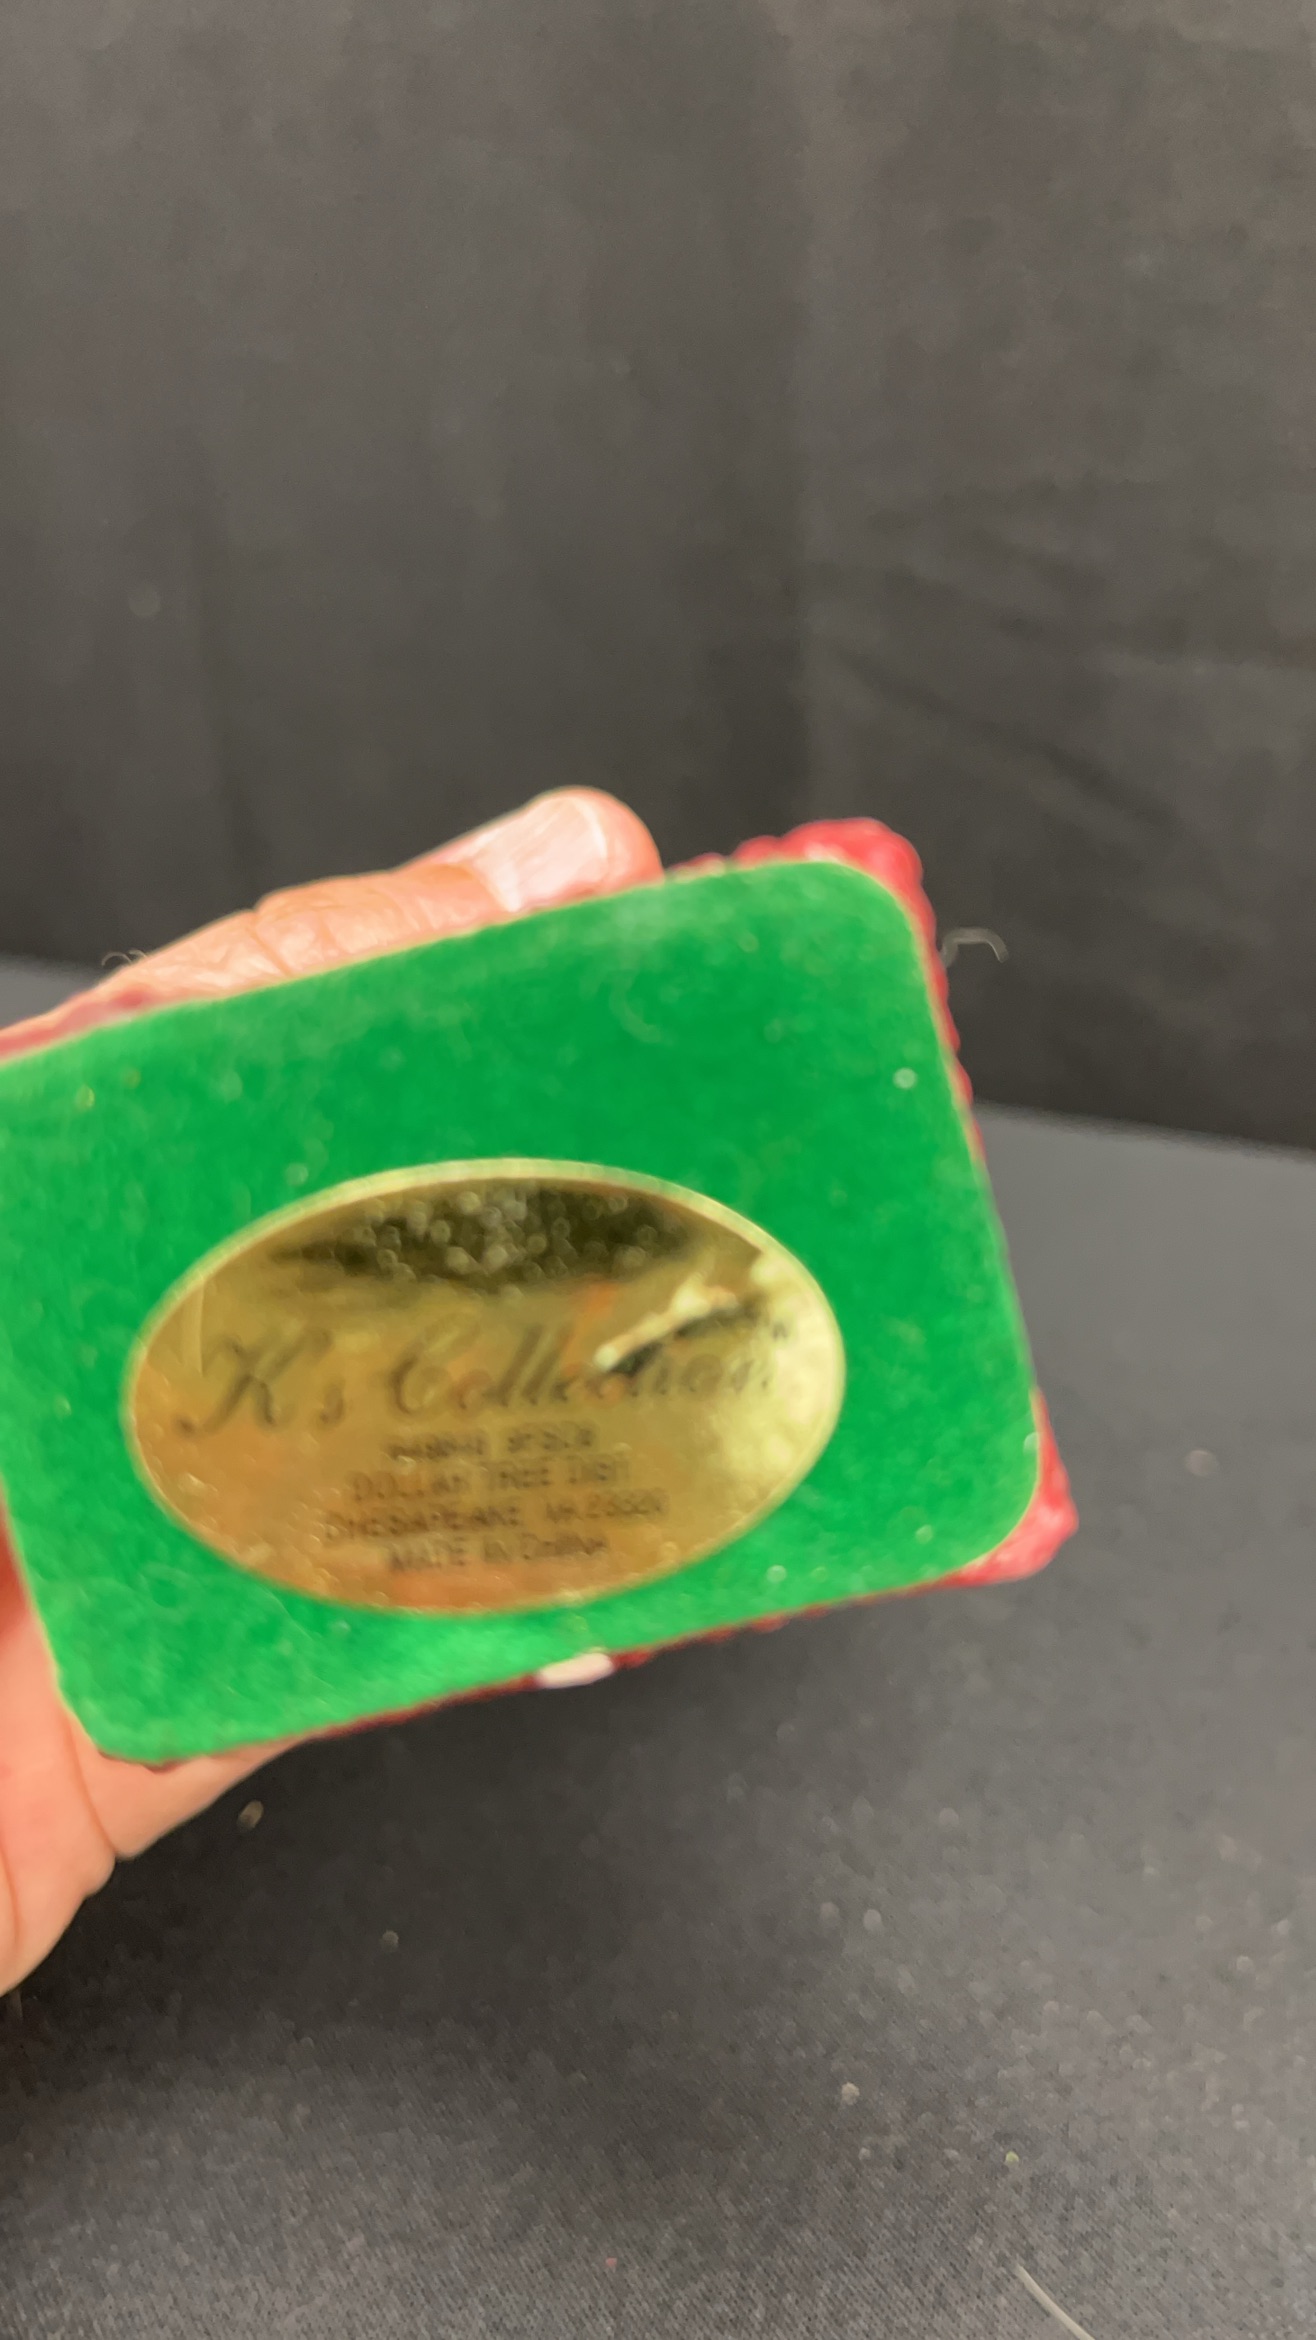 K's Collection
DOLLAR TREE DIST
CHESAPEAKE VA 23320
MADE IN CHINA